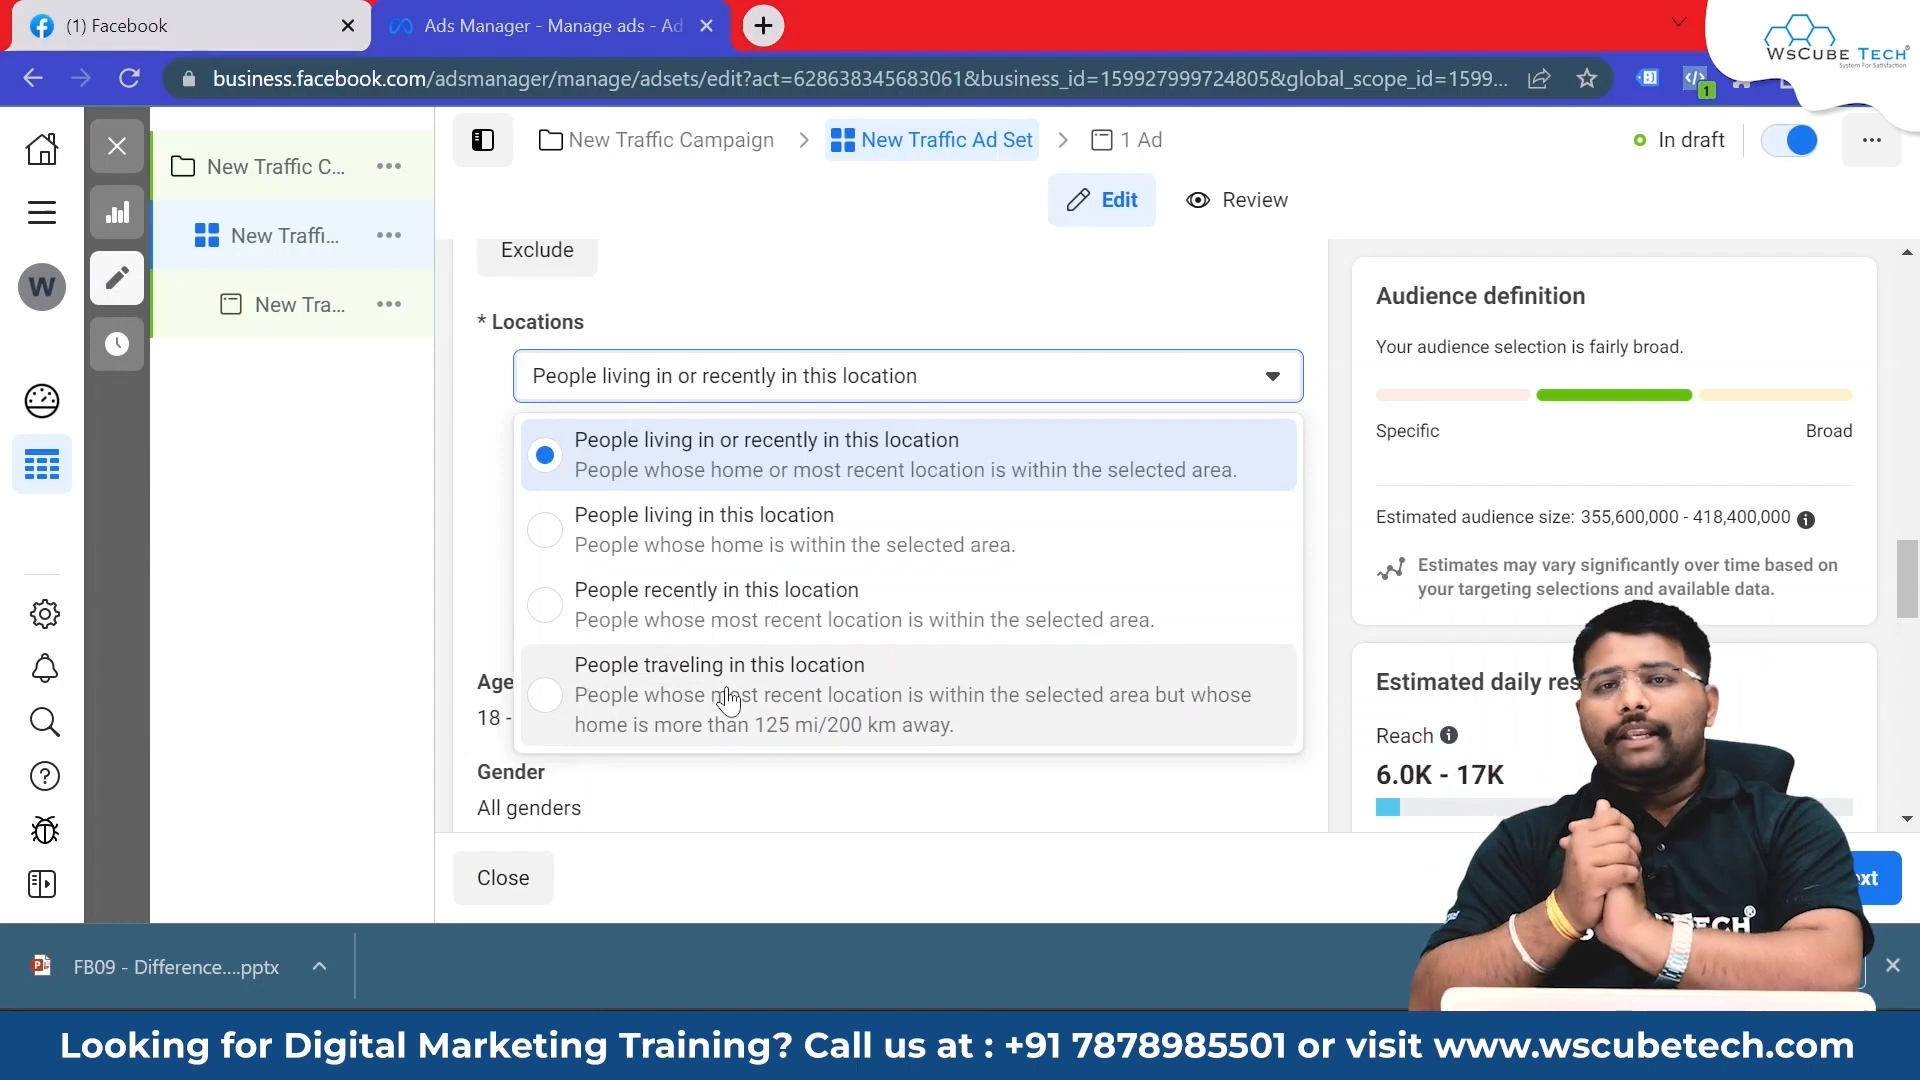 (1) Facebook
Ads Manager - Manage ads - Ad
WsCube Tech®
System For Satisfaction
business.facebook.com/adsmanager/manage/adsets/edit?act=628638345683061&business_id=159927999724805&global_scope_id=1599...
1
New Traffic Campaign
New Traffic Ad Set
1 Ad
In draft
New Traffic C...
Edit
Review
New Traffi...
W
New Tra...
Exclude
* Locations
People living in or recently in this location
People living in or recently in this location
People whose home or most recent location is within the selected area.
People living in this location
People whose home is within the selected area.
People recently in this location
People whose most recent location is within the selected area.
People traveling in this location
People whose most recent location is within the selected area but whose
home is more than 125 mi/200 km away.
Age
18 -
Gender
All genders
Audience definition
Your audience selection is fairly broad.
Specific
Broad
Estimated audience size: 355,600,000 - 418,400,000
Estimates may vary significantly over time based on
your targeting selections and available data.
Estimated daily res
Reach
6.0K - 17K
Close
xt
FB09 - Difference....pptx
Looking for Digital Marketing Training? Call us at : +91 7878985501 or visit www.wscubetech.com